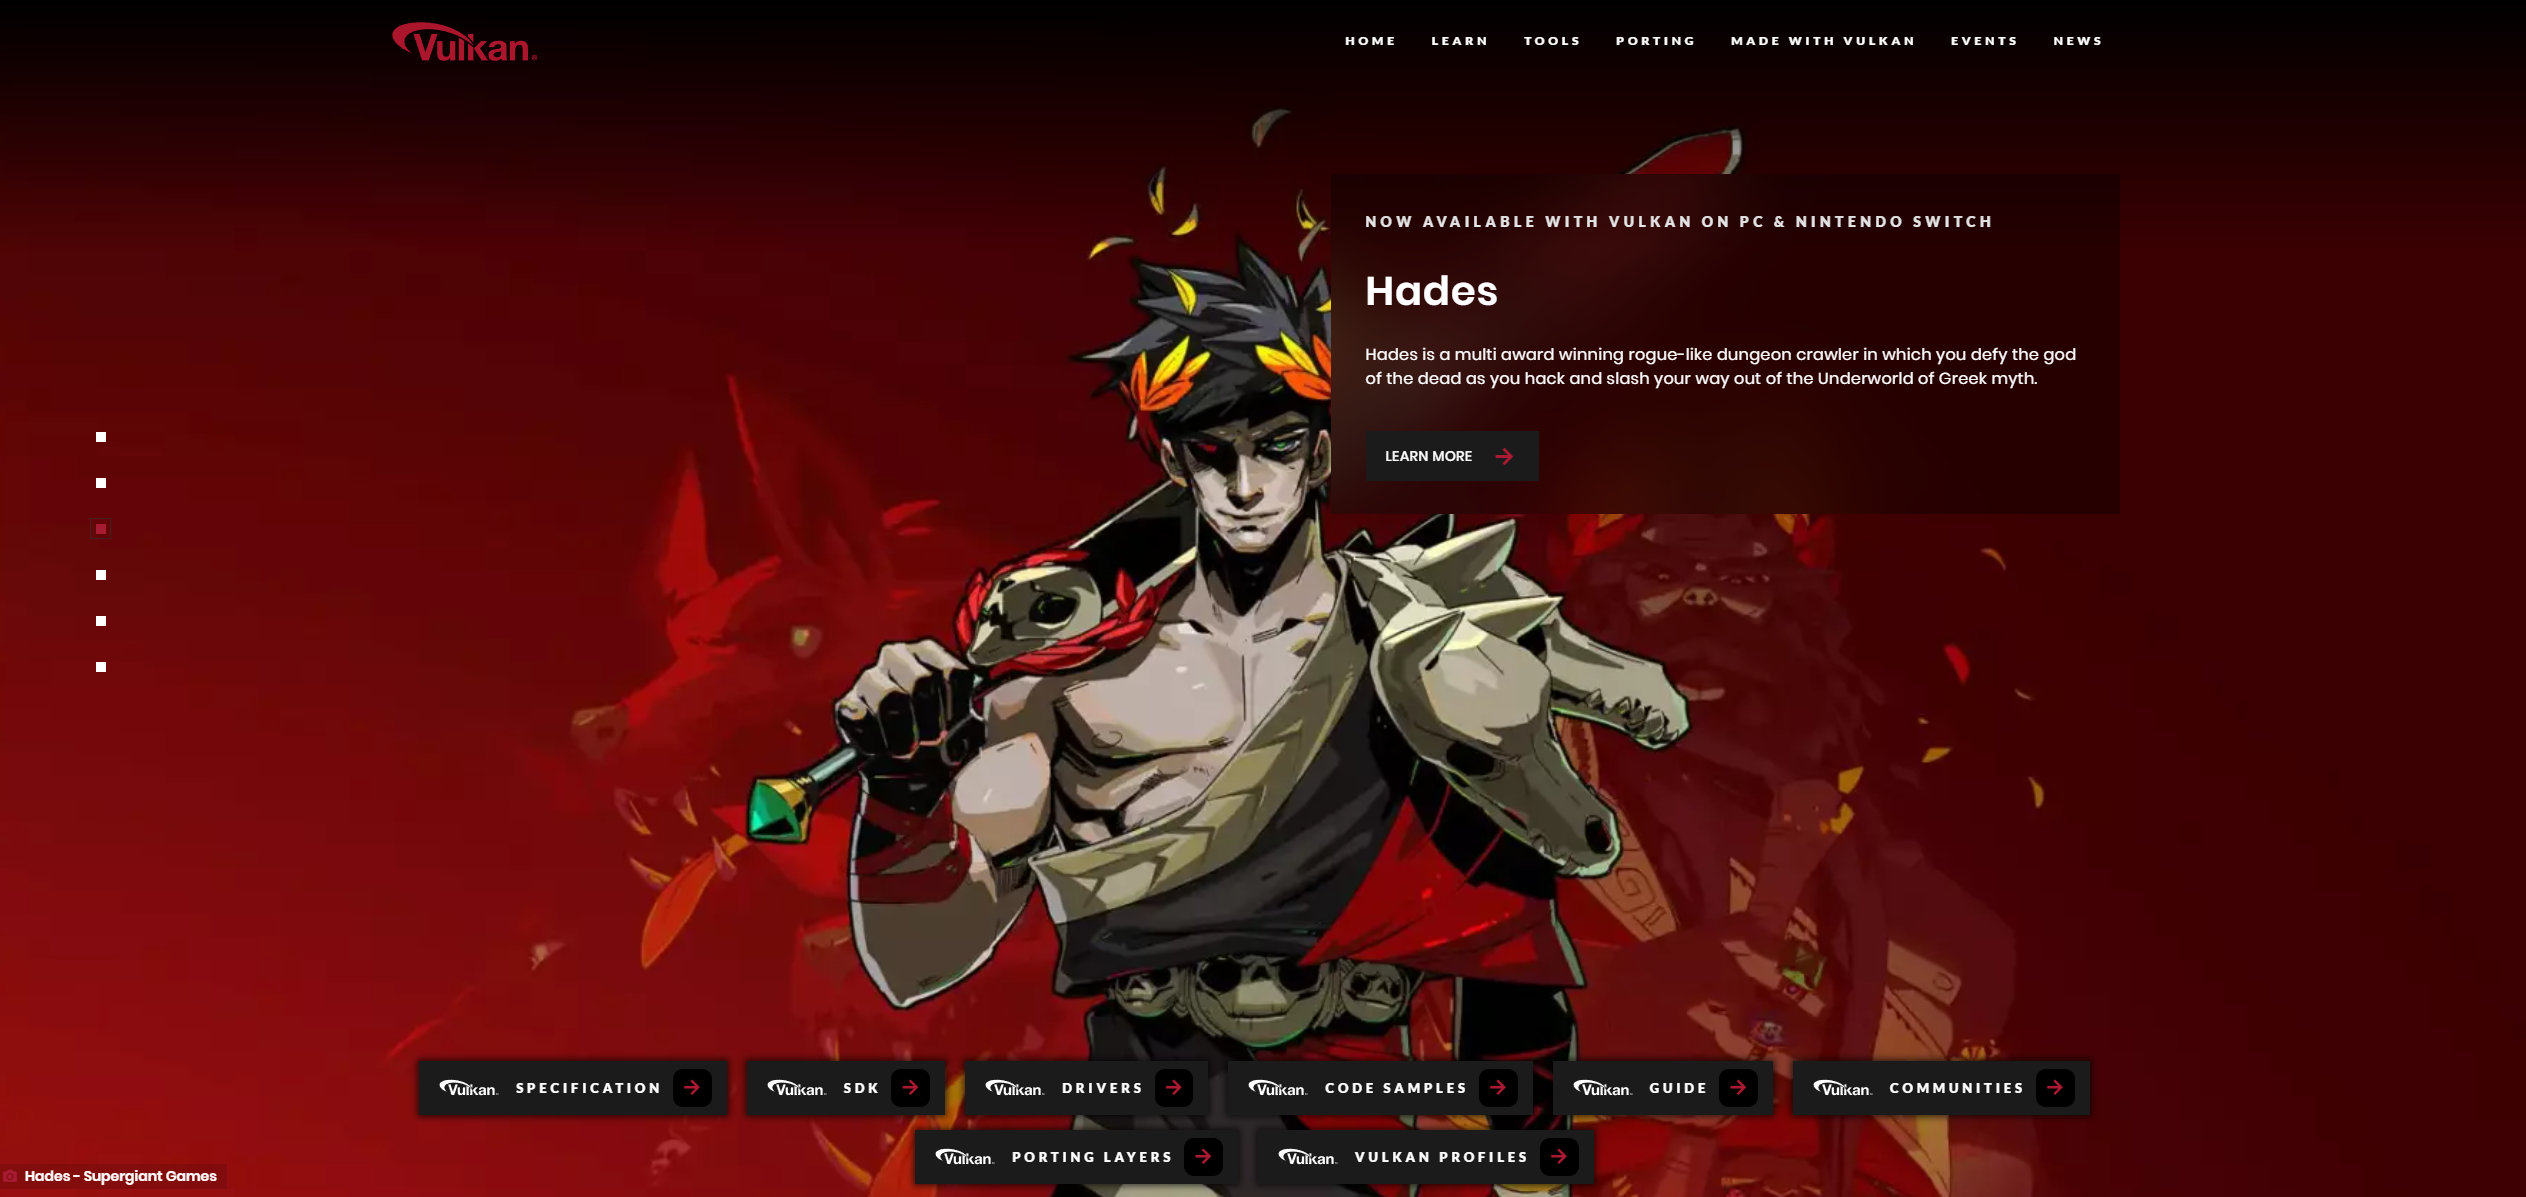 Vulkan®
HOME LEARN TOOLS PORTING MADE WITH VULKAN EVENTS NEWS
NOW AVAILABLE WITH VULKAN ON PC & NINTENDO SWITCH
Hades
Hades is a multi award winning rogue-like dungeon crawler in which you defy the god
of the dead as you hack and slash your way out of the Underworld of Greek myth.
LEARN MORE
Vulkan SPECIFICATION
Vulkan SDK
Vulkan DRIVERS
Vulkan CODE SAMPLES
Vulkan GUIDE
Vulkan COMMUNITIES
Vulkan PORTING LAYERS
Vulkan VULKAN PROFILES
Hades - Supergiant Games